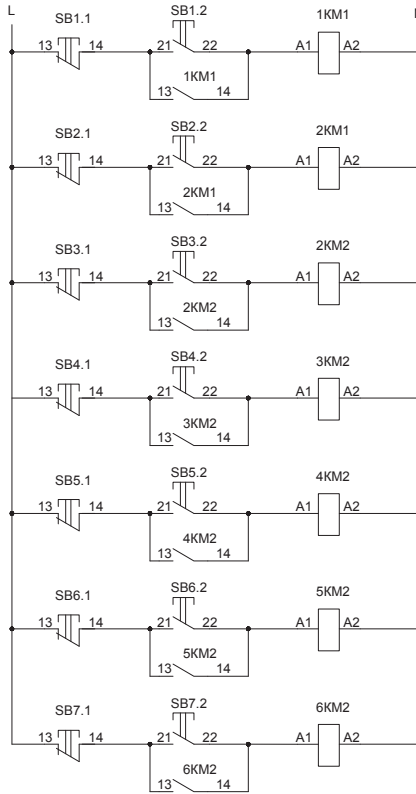 L
SB1.1 SB1.2 1KM1
13 14 21 22 A1 A2
1KM1
13 14
SB2.1 SB2.2 2KM1
13 14 21 22 A1 A2
2KM1
13 14
SB3.1 SB3.2 2KM2
13 14 21 22 A1 A2
2KM2
13 14
SB4.1 SB4.2 3KM2
13 14 21 22 A1 A2
3KM2
13 14
SB5.1 SB5.2 4KM2
13 14 21 22 A1 A2
4KM2
13 14
SB6.1 SB6.2 5KM2
13 14 21 22 A1 A2
5KM2
13 14
SB7.1 SB7.2 6KM2
13 14 21 22 A1 A2
6KM2
13 14